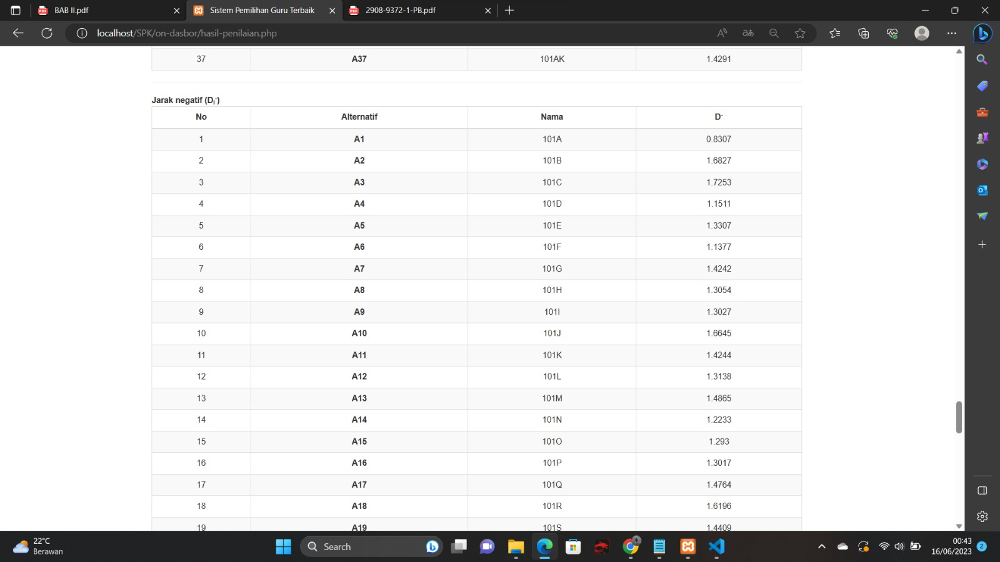 BAB II.pdf
Sistem Pemilihan Guru Terbaik
2908-9372-1-PB.pdf
localhost/SPK/on-dasbor/hasil-penilaian.php
37 A37 101AK 1.4291
Jarak negatif (Di-)
No Alternatif Nama D-
1 A1 101A 0.8307
2 A2 101B 1.6827
3 A3 101C 1.7253
4 A4 101D 1.1511
5 A5 101E 1.3307
6 A6 101F 1.1377
7 A7 101G 1.4242
8 A8 101H 1.3054
9 A9 101I 1.3027
10 A10 101J 1.6645
11 A11 101K 1.4244
12 A12 101L 1.3138
13 A13 101M 1.4865
14 A14 101N 1.2233
15 A15 101O 1.293
16 A16 101P 1.3017
17 A17 101Q 1.4764
18 A18 101R 1.6196
19 A19 101S 1.4409
22°C
Berawan
Search
00:43
16/06/2023
2